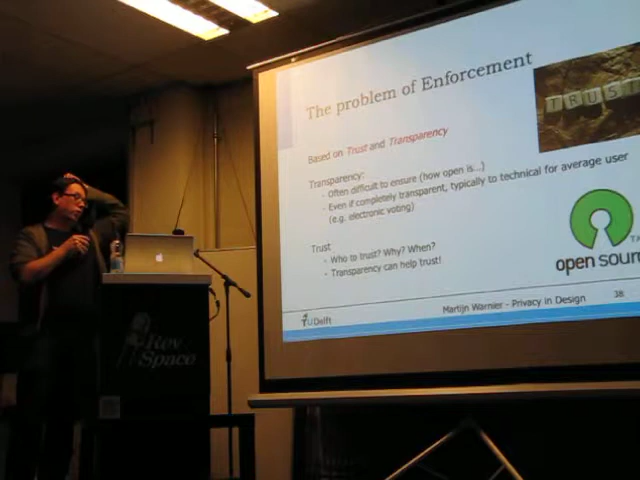 The problem of Enforcement
TRUST
Based on Trust and Transparency
Transparency:
- Often difficult to ensure (how open is...)
- Even if completely transparent, typically to technical for average user
(e.g. electronic voting)
Trust
- Who to trust? Why? When?
- Transparency can help trust!
open sour
TUDelft
Martijn Warnier - Privacy in Design
38
Rev
Space